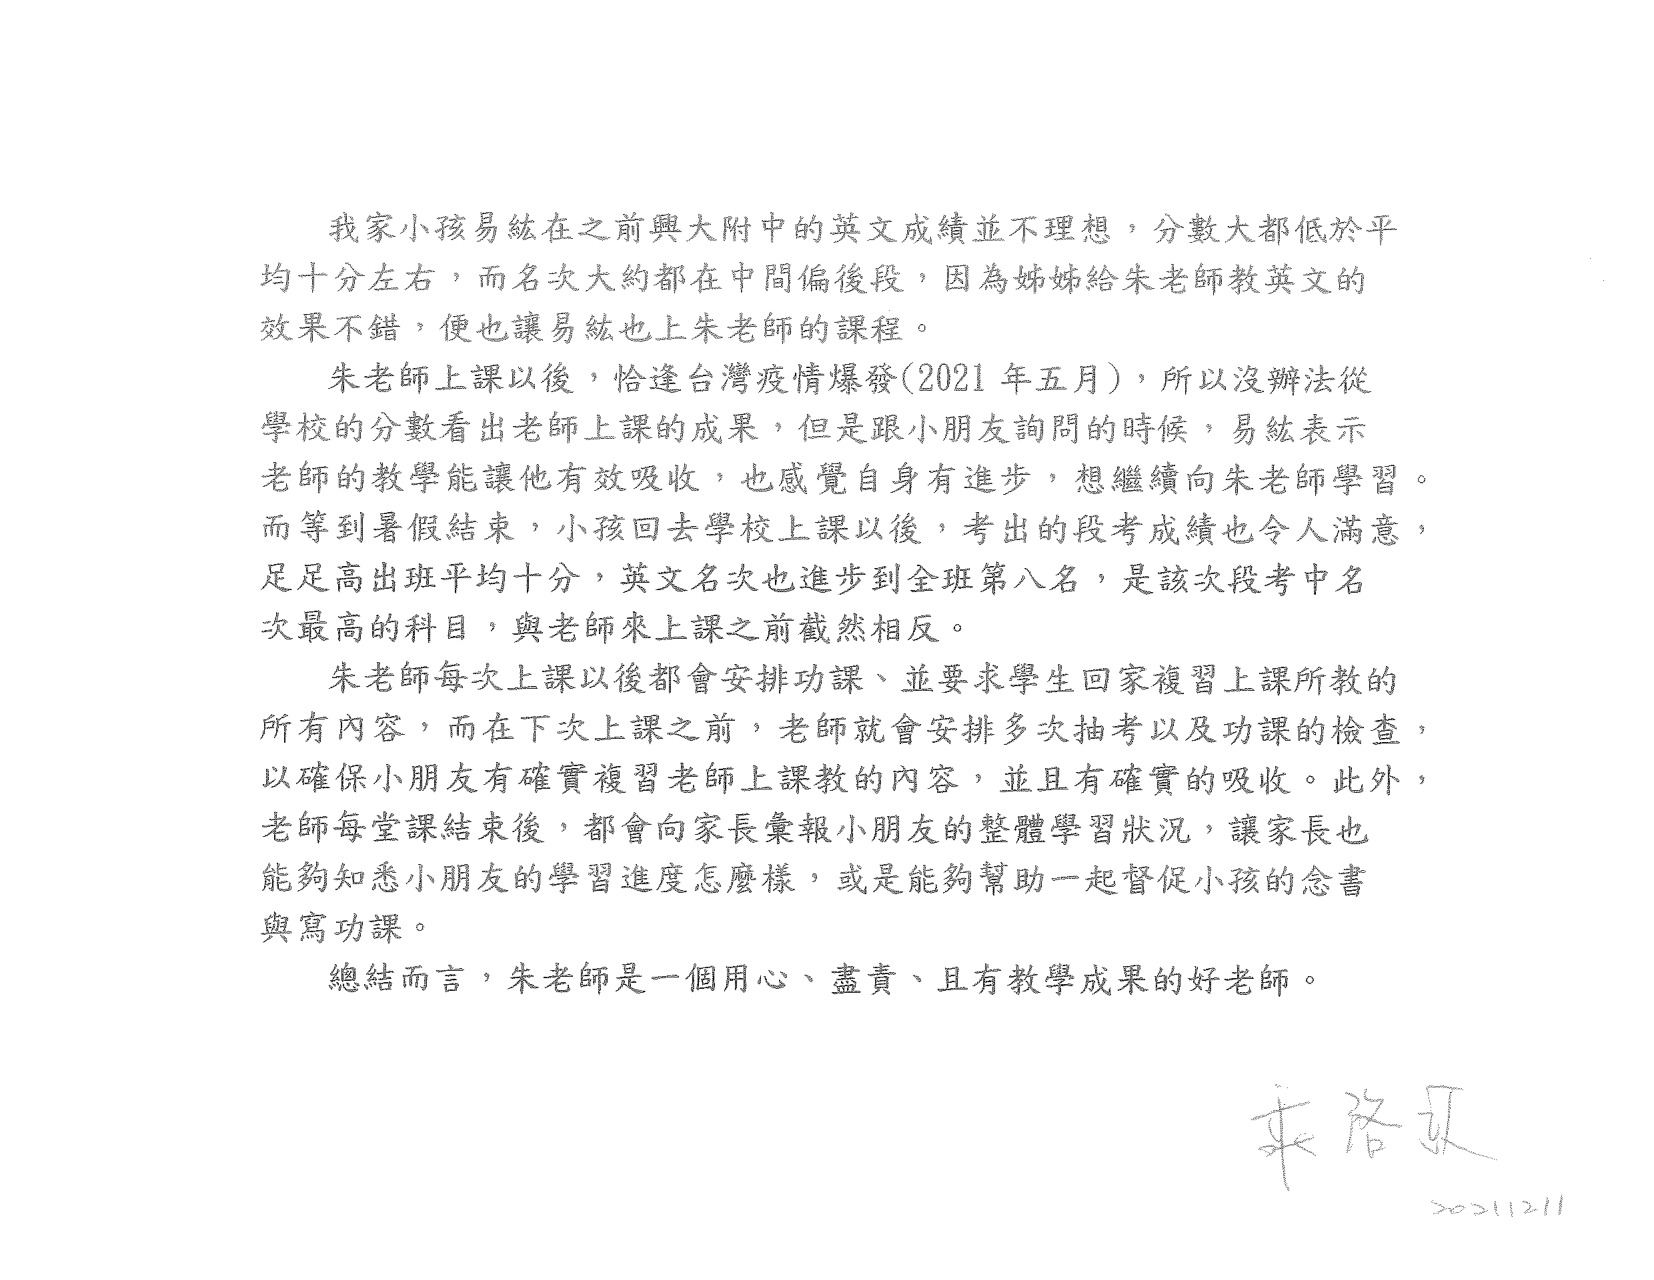 我家小孩易紘在之前興大附中的英文成績並不理想，分數大都低於平
均十分左右，而名次大約都在中間偏後段，因為姊姊給朱老師教英文的
效果不錯，便也讓易紘也上朱老師的課程。
朱老師上課以後，恰逢台灣疫情爆發(2021 年五月)，所以沒辦法從
學校的分數看出老師上課的成果，但是跟小朋友詢問的時候，易紘表示
老師的教學能讓他有效吸收，也感覺自身有進步，想繼續向朱老師學習。
而等到暑假結束，小孩回去學校上課以後，考出的段考成績也令人滿意，
足足高出班平均十分，英文名次也進步到全班第八名，是該次段考中名
次最高的科目，與老師來上課之前截然相反。
朱老師每次上課以後都會安排功課、並要求學生回家複習上課所教的
所有內容，而在下次上課之前，老師就會安排多次抽考以及功課的檢查，
以確保小朋友有確實複習老師上課教的內容，並且有確實的吸收。此外，
老師每堂課結束後，都會向家長彙報小朋友的整體學習狀況，讓家長也
能夠知悉小朋友的學習進度怎麼樣，或是能夠幫助一起督促小孩的念書
與寫功課。
總結而言，朱老師是一個用心、盡責、且有教學成果的好老師。
啓
20211211